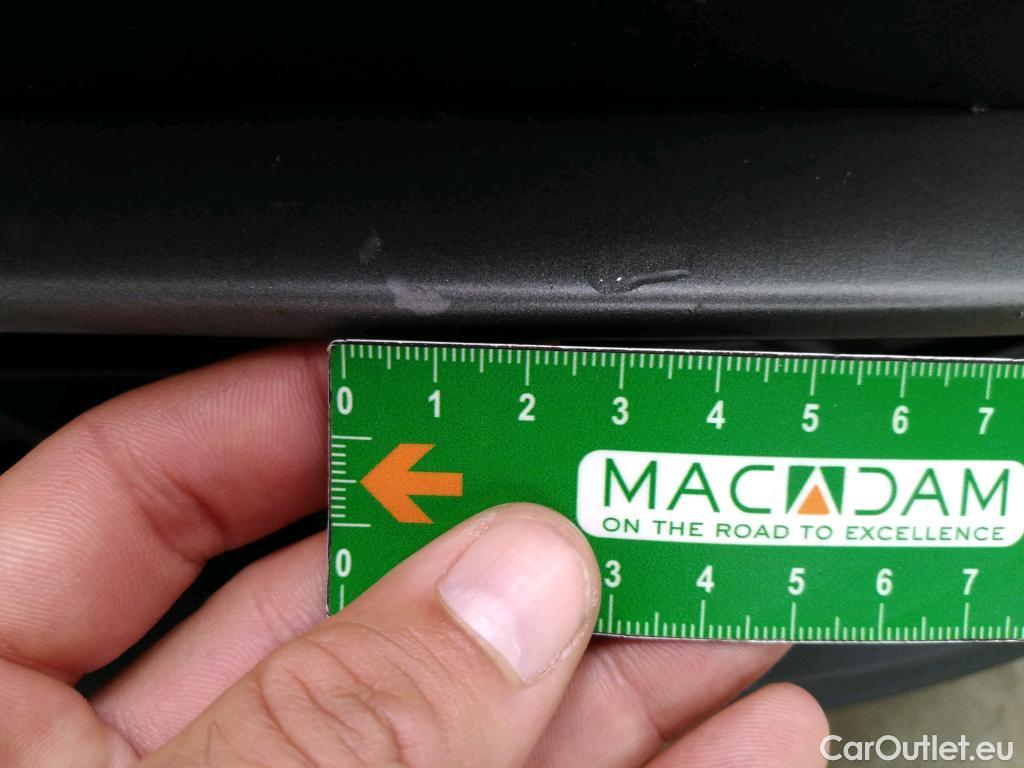 0 1 2 3 4 5 6 7
MACADAM
ON THE ROAD TO EXCELLENCE
0 3 4 5 6 7
CarOutlet.eu